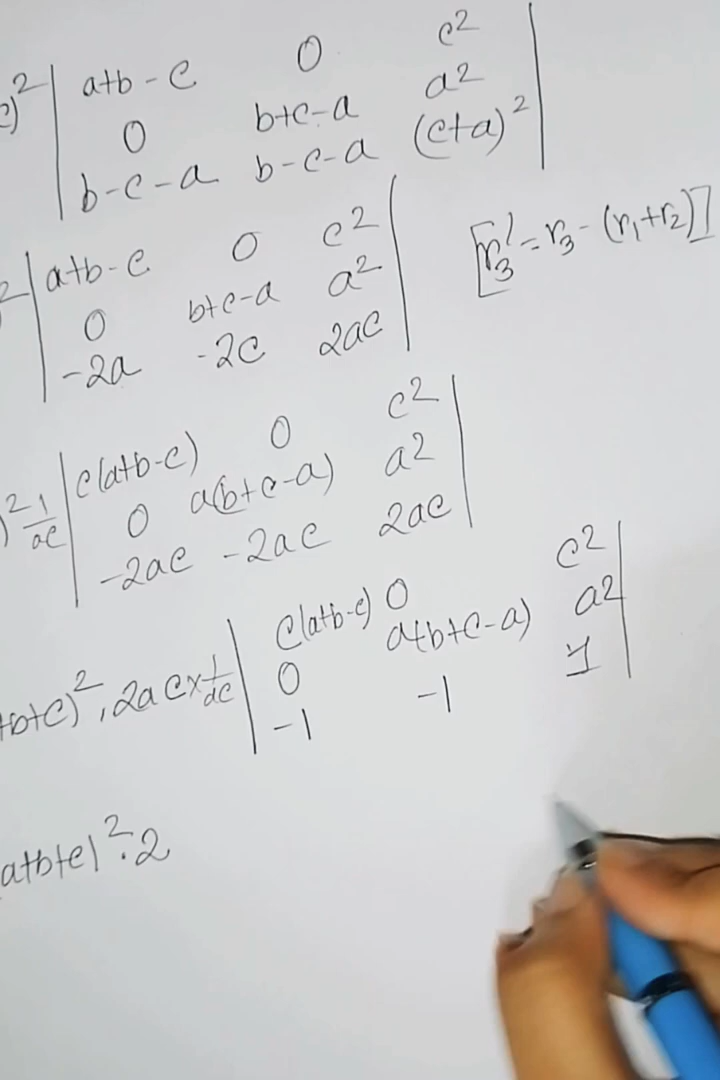 c)² | a+b-c 0 c² |
| 0 b+c-a a² |
| b-c-a b-c-a (c+a)² |
² | a+b-c 0 c² |
| 0 b+c-a a² | [r₃' = r₃ - (r₁+r₂)]
| -2a -2c 2ac |
)² 1/ac | c(a+b-c) 0 c² |
| 0 a(b+c-a) a² |
| -2ac -2ac 2ac |
+b+c)² . 2ac × 1/ac | c(a+b-c) 0 c² |
| 0 a(b+c-a) a² |
| -1 -1 1 |
a+b+c)² . 2